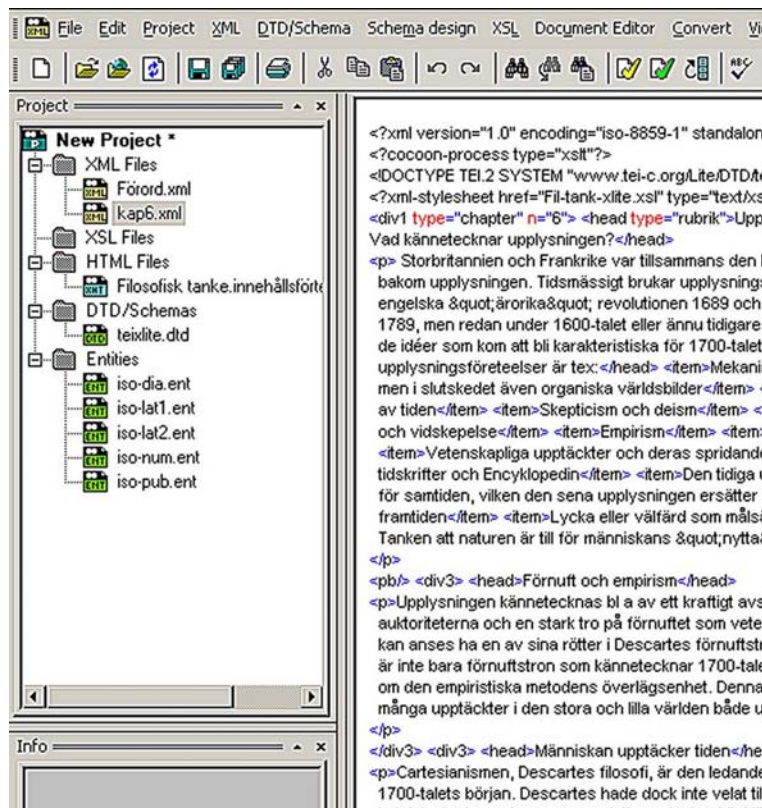 File Edit Project XML DTD/Schema Schema design XSL Document Editor Convert
Project
New Project *
XML Files
Förord.xml
kap6.xml
XSL Files
HTML Files
Filosofisk tanke.innehållsförte
DTD/Schemas
teixlite.dtd
Entities
iso-dia.ent
iso-lat1.ent
iso-lat2.ent
iso-num.ent
iso-pub.ent
Info
<?xml version="1.0" encoding="iso-8859-1" standalon
<?cocoon-process type="xslt"?>
<!DOCTYPE TEI.2 SYSTEM "www.tei-c.org/Lite/DTD/te
<?xml-stylesheet href="Fil-tank-xlite.xsl" type="text/xs
<div1 type="chapter" n="6"> <head type="rubrik">Upp
Vad kännetecknar upplysningen?</head>
<p> Storbritannien och Frankrike var tillsammans den
bakom upplysningen. Tidsmässigt brukar upplysnings
engelska &quot;ärorika&quot; revolutionen 1689 och
1789, men redan under 1600-talet eller ännu tidigare
de idéer som kom att bli karakteristiska för 1700-talet
upplysningsföreteelser är tex:</head> <item>Mekanis
men i slutskedet även organiska världsbilder</item>
av tiden</item> <item>Skepticism och deism</item> <
och vidskepelse</item> <item>Empirism</item> <item>
<item>Vetenskapliga upptäckter och deras spridande
tidskrifter och Encyklopedin</item> <item>Den tidiga
för samtiden, vilken den sena upplysningen ersätter
framtiden</item> <item>Lycka eller välfärd som målsä
Tanken att naturen är till för människans &quot;nytta&
</p>
<pb/> <div3> <head>Förnuft och empirism</head>
<p>Upplysningen kännetecknas bl a av ett kraftigt avs
auktoriteterna och en stark tro på förnuftet som vete
kan anses ha en av sina rötter i Descartes förnuftstr
är inte bara förnuftstron som kännetecknar 1700-tale
om den empiristiska metodens överlägsenhet. Denna
många upptäckter i den stora och lilla världen både u
</p>
</div3> <div3> <head>Människan upptäcker tiden</he
<p>Cartesianismen, Descartes filosofi, är den ledande
1700-talets början. Descartes hade dock inte velat til